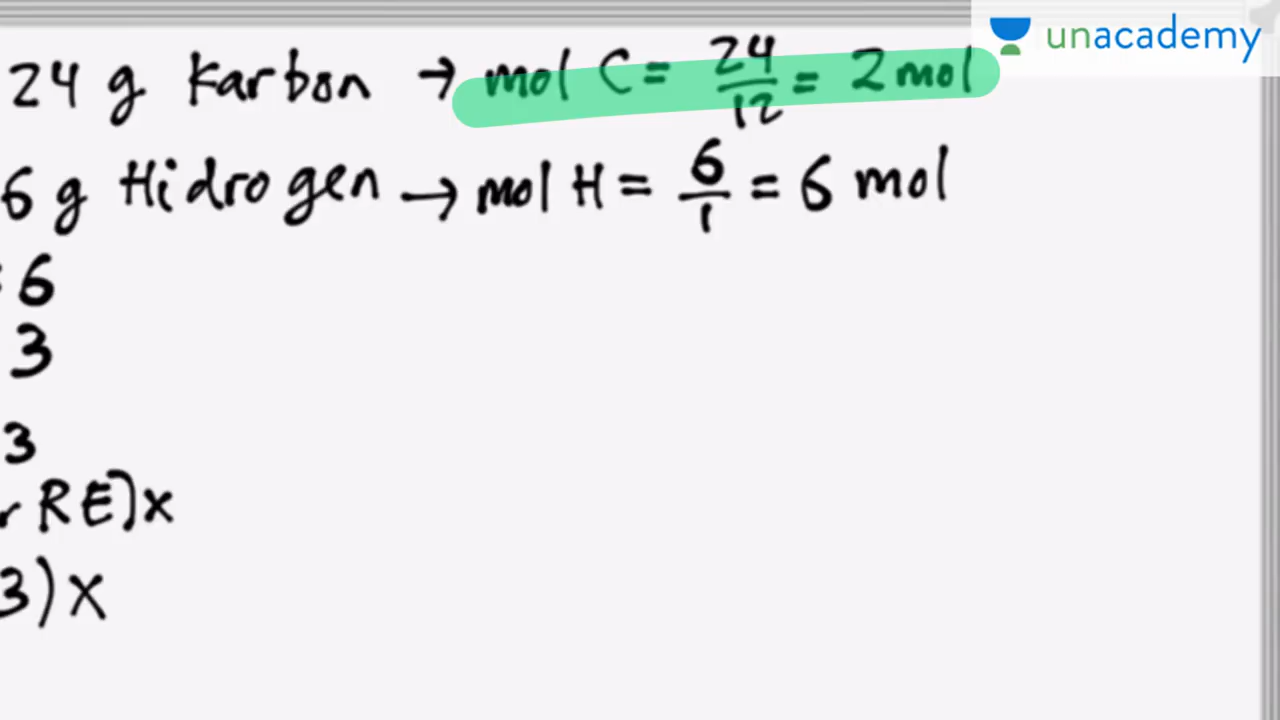 unacademy
24 g Karbon → mol C = 24/12 = 2 mol
6 g Hidrogen → mol H = 6/1 = 6 mol
6
3
3
r RE)x
3)x